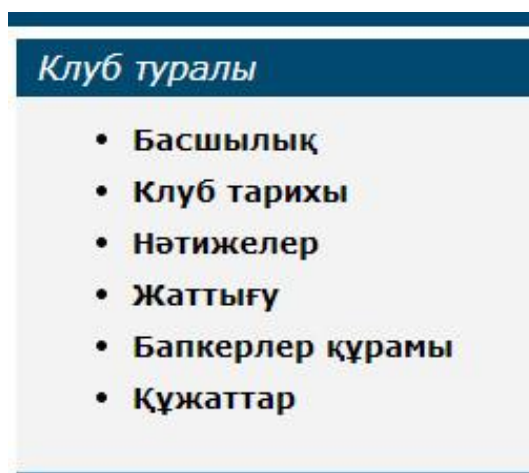 Клуб туралы
• Басшылық
• Клуб тарихы
• Нәтижелер
• Жаттығу
• Бапкерлер құрамы
• Құжаттар